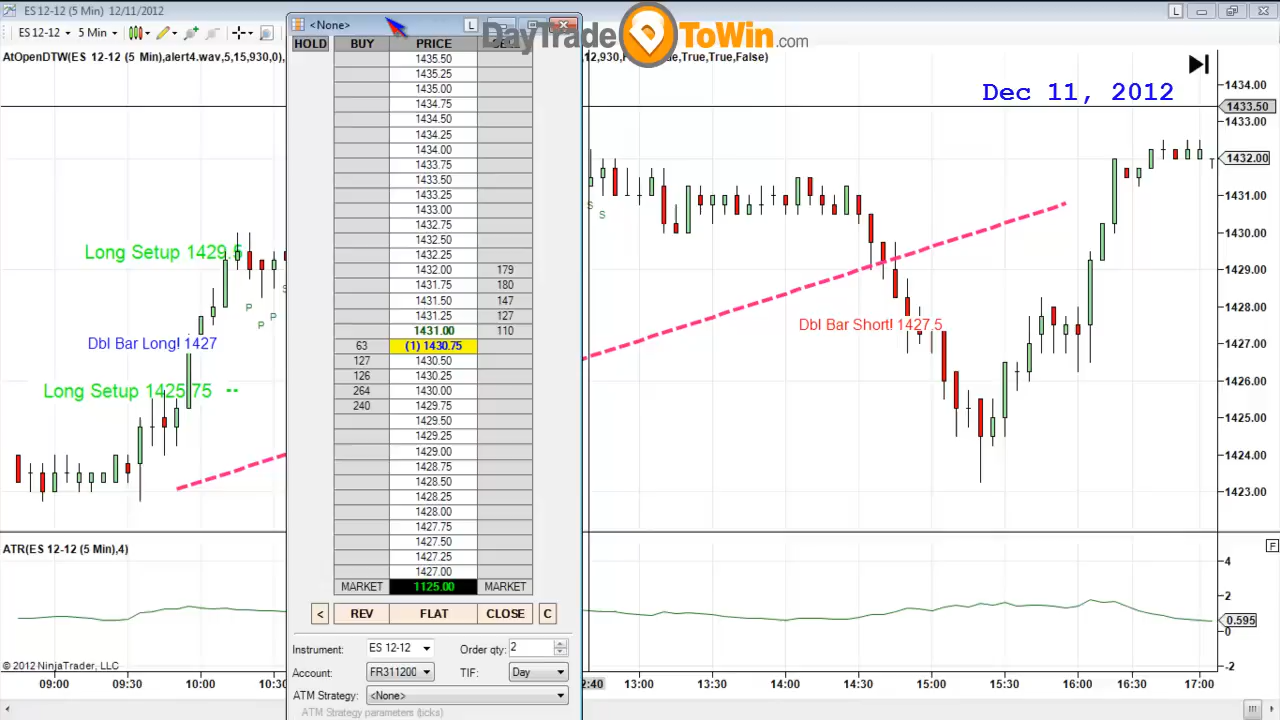 ES 12-12 (5 Min) 12/11/2012
L
ES 12-12 5 Min
<None>
L
DayTradeToWin.com
AtOpenDTW(ES 12-12 (5 Min),alert4.wav,5,15,930,0),
True,True,False)
Dec 11, 2012
HOLD BUY PRICE
1435.50
1435.25
1435.00
1434.75
1434.50
1434.25
1434.00
1433.75
1433.50
1433.25
1433.00
1432.75
1432.50
1432.25
1432.00 179
1431.75 180
1431.50 147
1431.25 127
1431.00 110
63 (1) 1430.75
127 1430.50
126 1430.25
264 1430.00
240 1429.75
1429.50
1429.25
1429.00
1428.75
1428.50
1428.25
1428.00
1427.75
1427.50
1427.25
1427.00
MARKET 1125.00 MARKET
< REV FLAT CLOSE C
Instrument: ES 12-12 Order qty: 2
Account: FR311200 TIF: Day
ATM Strategy: <None>
ATM Strategy parameters (ticks)
Long Setup 1429.5
P
P
P
S
Dbl Bar Long! 1427
Long Setup 1425.75
S
S
Dbl Bar Short! 1427.5
1434.00
1433.50
1433.00
1432.00
1431.00
1430.00
1429.00
1428.00
1427.00
1426.00
1425.00
1424.00
1423.00
ATR(ES 12-12 (5 Min),4)
F
4
2
0.595
0
-2
© 2012 NinjaTrader, LLC
09:00 09:30 10:00 10:30 12:40 13:00 13:30 14:00 14:30 15:00 15:30 16:00 16:30 17:00